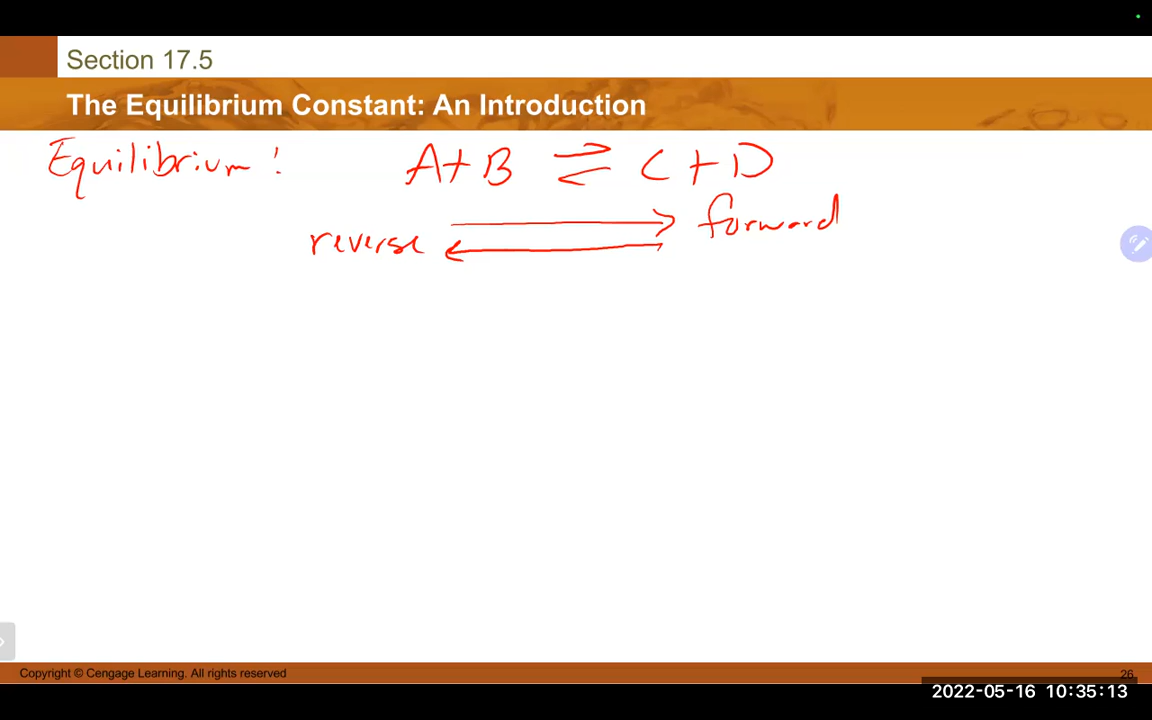 Section 17.5
The Equilibrium Constant: An Introduction
Equilibrium: A + B ⇌ C + D
forward
reverse
Copyright © Cengage Learning. All rights reserved
26
2022-05-16 10:35:13